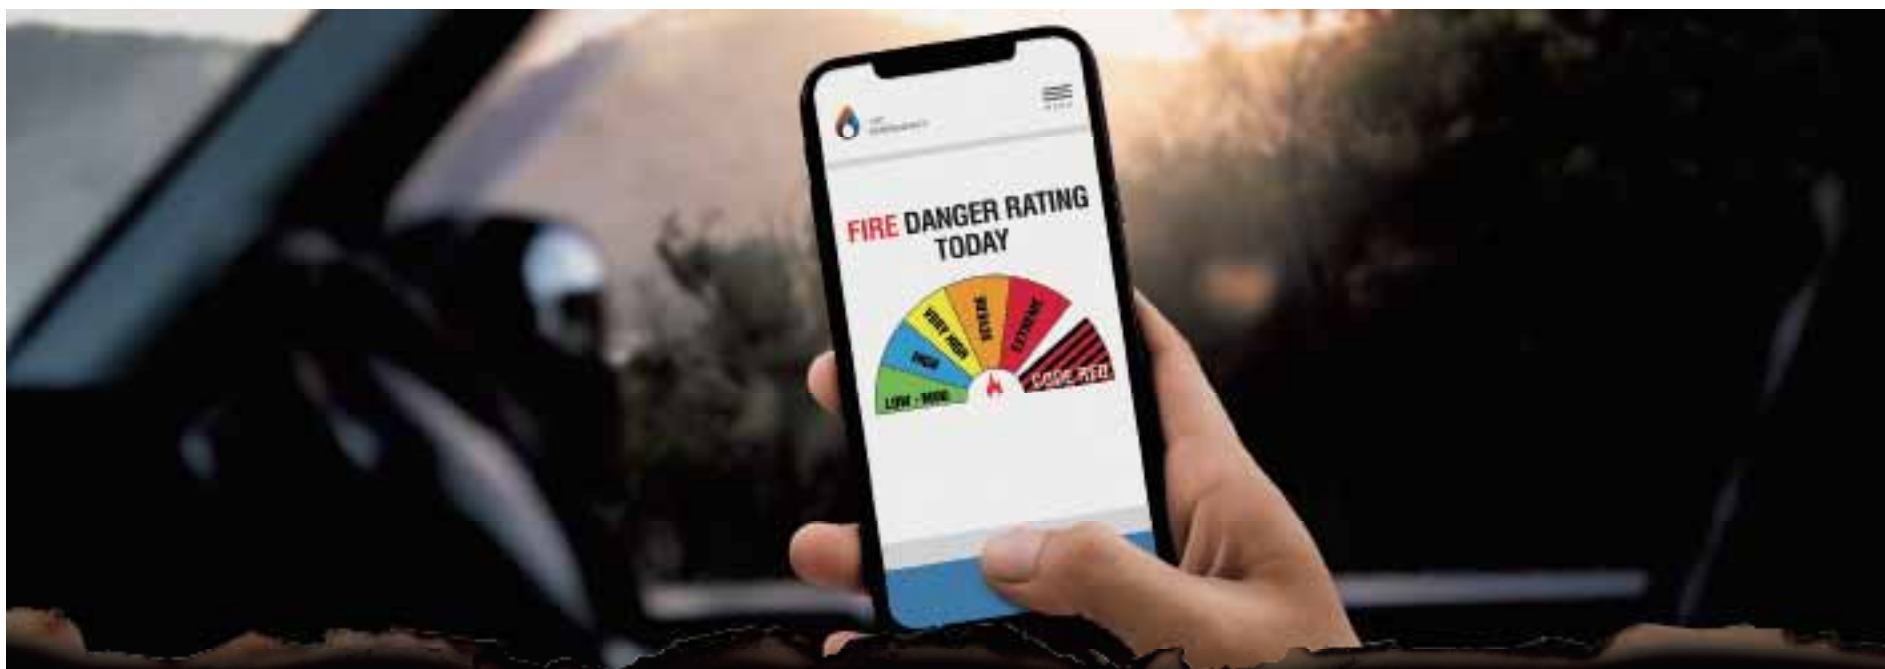 FIRE DANGER RATING
TODAY
LOW - MOD
HIGH
VERY HIGH
SEVERE
EXTREME
CODE RED